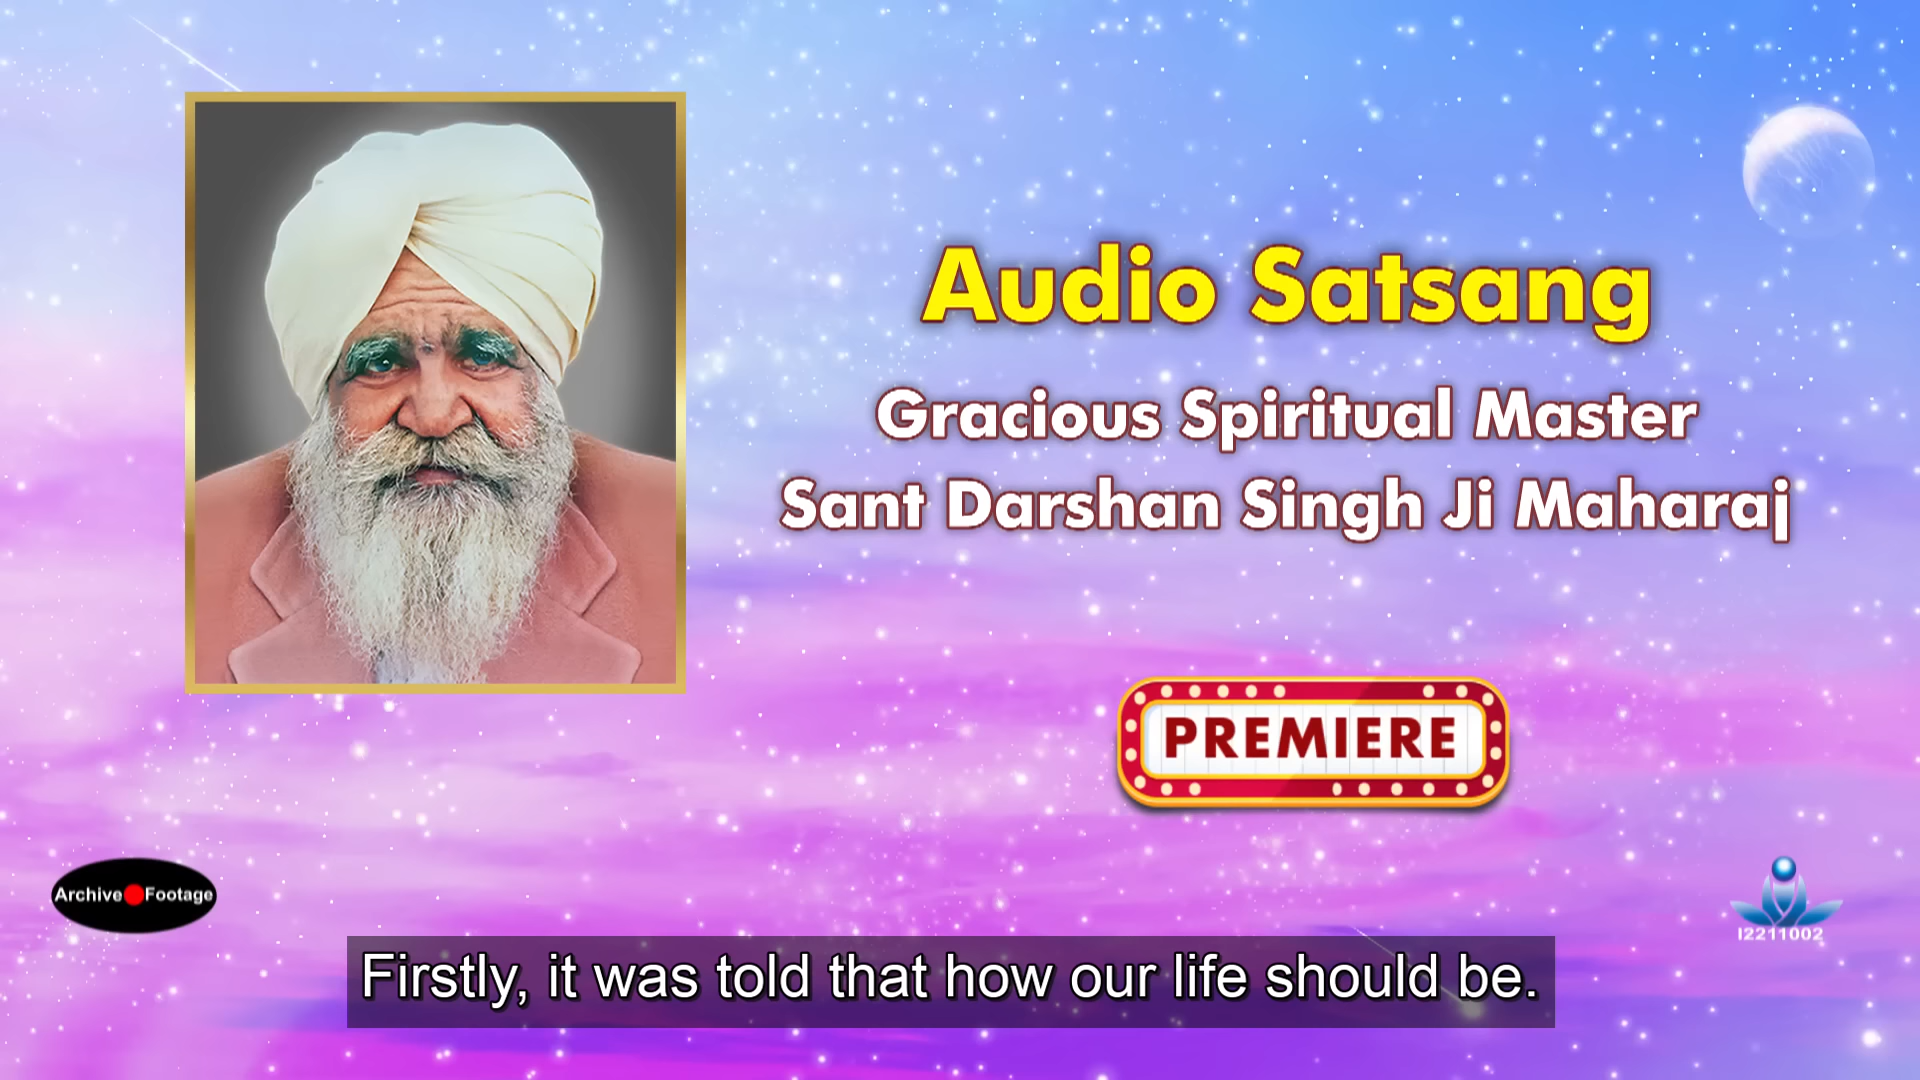 Audio Satsang
Gracious Spiritual Master
Sant Darshan Singh Ji Maharaj
PREMIERE
Archive Footage
I2211002
Firstly, it was told that how our life should be.